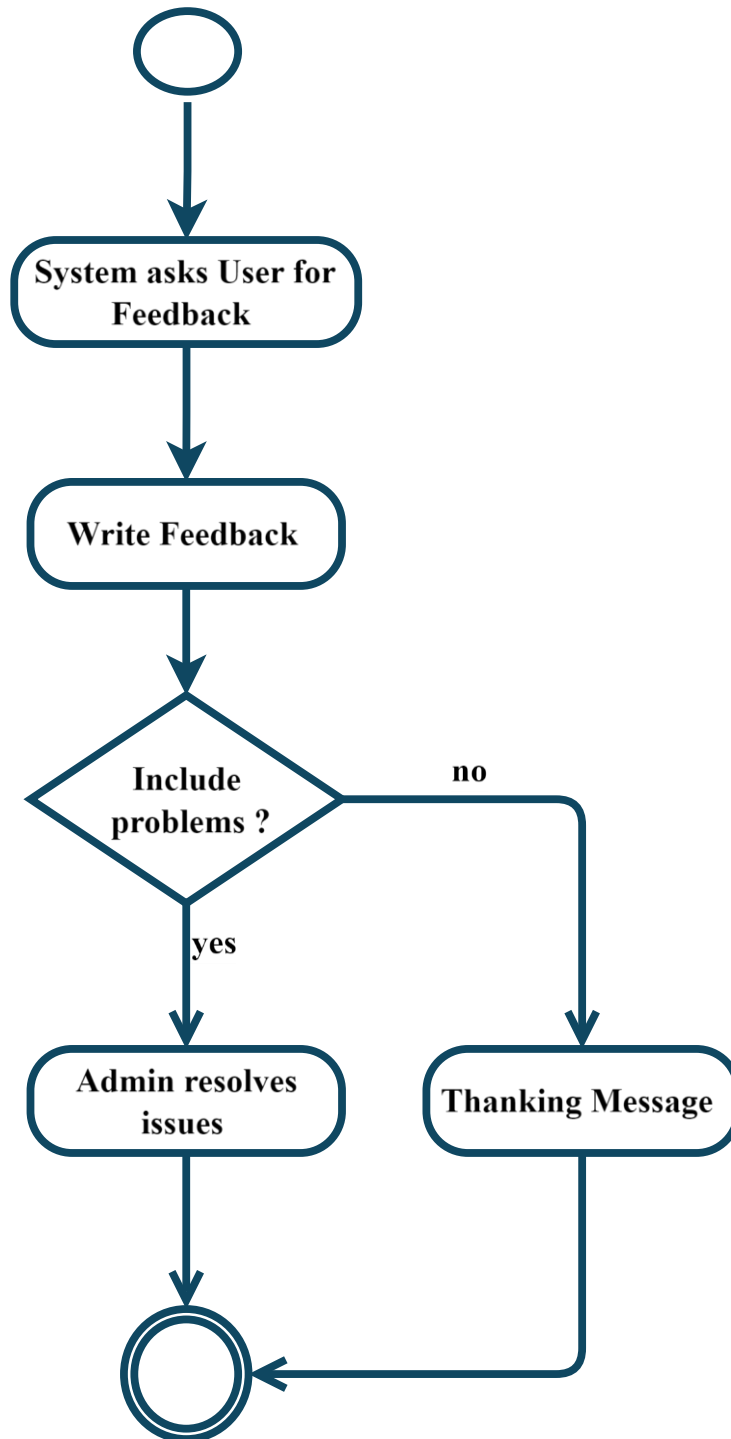 System asks User for
Feedback
Write Feedback
Include
problems ?
no
yes
Admin resolves
issues
Thanking Message